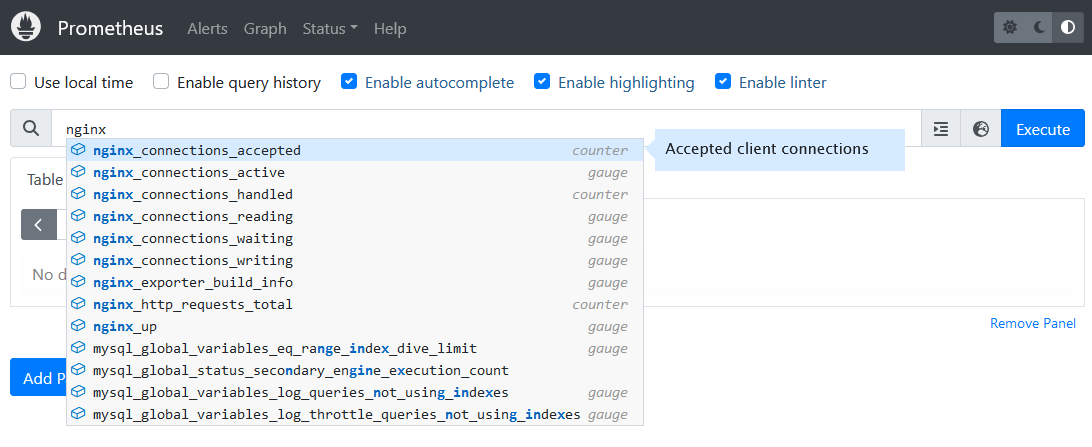 Prometheus Alerts Graph Status Help
Use local time Enable query history Enable autocomplete Enable highlighting Enable linter
nginx Execute
nginx_connections_accepted counter Accepted client connections
nginx_connections_active gauge
Table
nginx_connections_handled counter
nginx_connections_reading gauge
nginx_connections_waiting gauge
nginx_connections_writing gauge
No d
nginx_exporter_build_info gauge
nginx_http_requests_total counter
Remove Panel
nginx_up gauge
mysql_global_variables_eq_range_index_dive_limit gauge
mysql_global_status_secondary_engine_execution_count
Add P
mysql_global_variables_log_queries_not_using_indexes gauge
mysql_global_variables_log_throttle_queries_not_using_indexes gauge